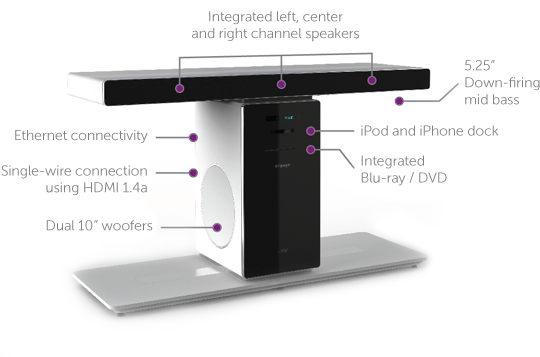 Integrated left, center
and right channel speakers
5.25”
Down-firing
mid bass
Ethernet connectivity
iPod and iPhone dock
Single-wire connection
using HDMI 1.4a
Integrated
Blu-ray / DVD
Dual 10” woofers